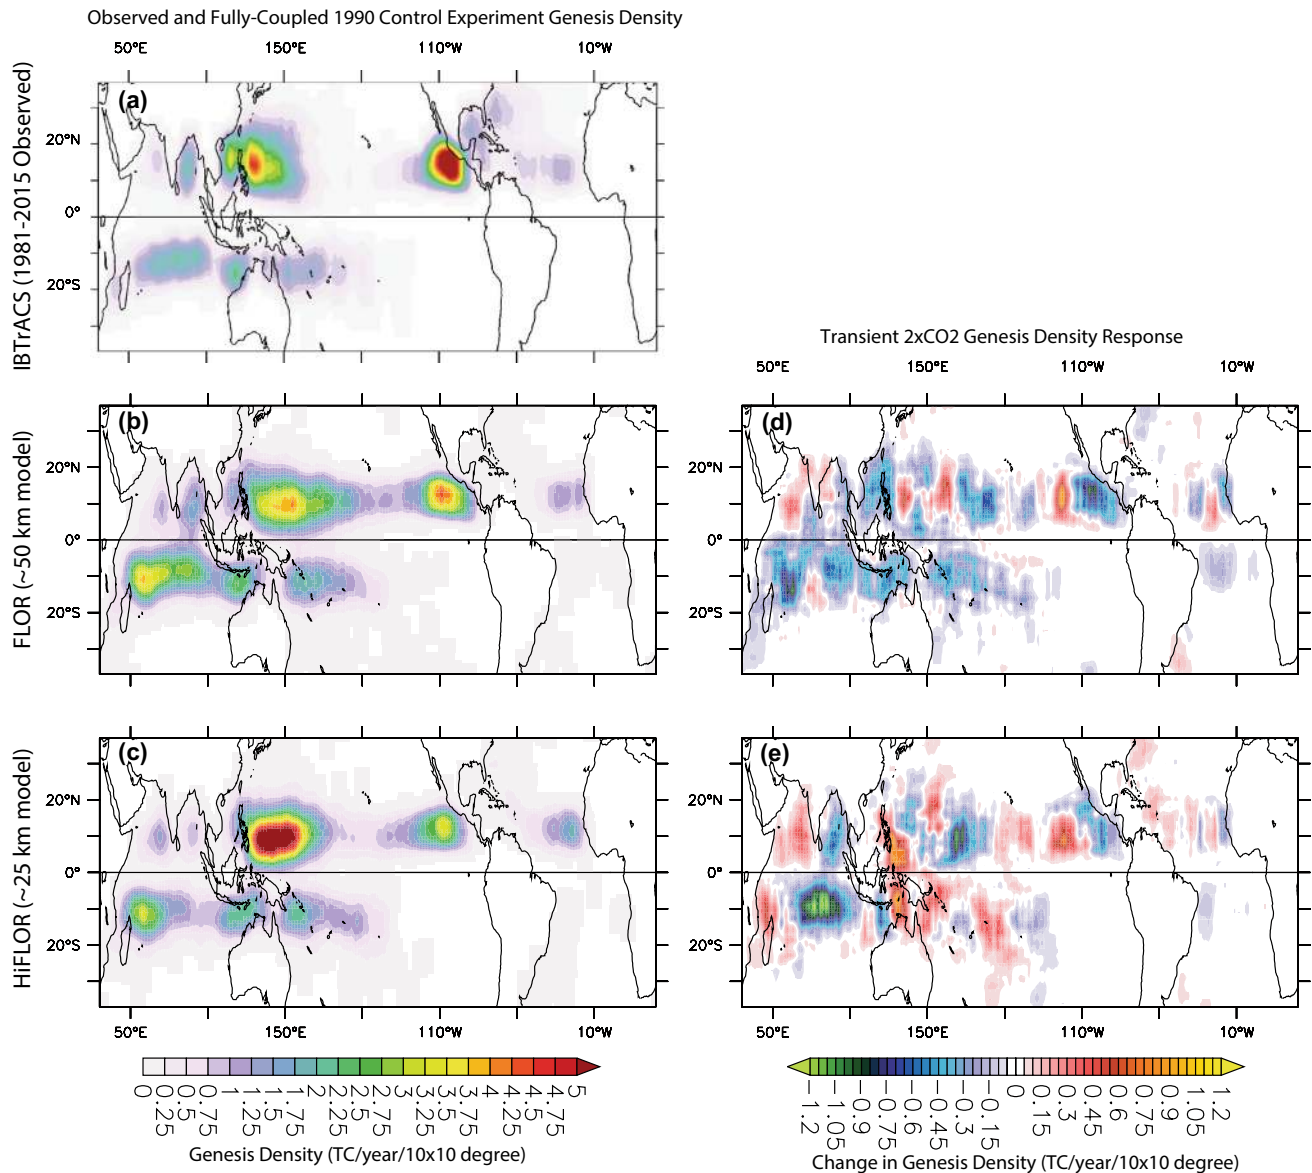 Observed and Fully-Coupled 1990 Control Experiment Genesis Density
50°E 150°E 110°W 10°W
IBTrACS (1981-2015 Observed)
(a)
20°N
0°
20°S
Transient 2xCO2 Genesis Density Response
50°E 150°E 110°W 10°W
FLOR (~50 km model)
(b)
20°N
0°
20°S
(d)
20°N
0°
20°S
HiFLOR (~25 km model)
(c)
20°N
0°
20°S
(e)
20°N
0°
20°S
50°E 150°E 110°W 10°W
50°E 150°E 110°W 10°W
0 0.25 0.5 0.75 1 1.25 1.5 1.75 2 2.25 2.5 2.75 3 3.25 3.5 3.75 4 4.25 4.5 4.75 5
Genesis Density (TC/year/10x10 degree)
−1.2 −1.05 −0.9 −0.75 −0.6 −0.45 −0.3 −0.15 0 0.15 0.3 0.45 0.6 0.75 0.9 1.05 1.2
Change in Genesis Density (TC/year/10x10 degree)